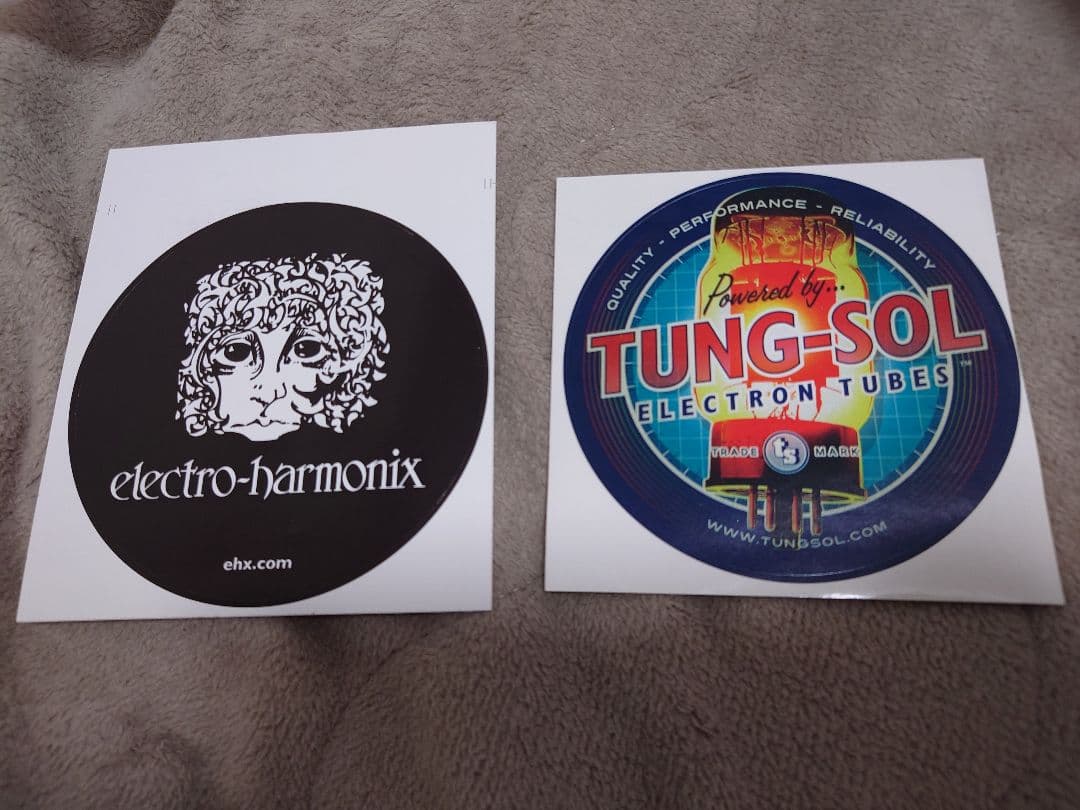 electro-harmonix
ehx.com
QUALITY - PERFORMANCE - RELIABILITY
Powered by...
TUNG-SOL
TM
ELECTRON TUBES
TRADE ts MARK
WWW.TUNGSOL.COM